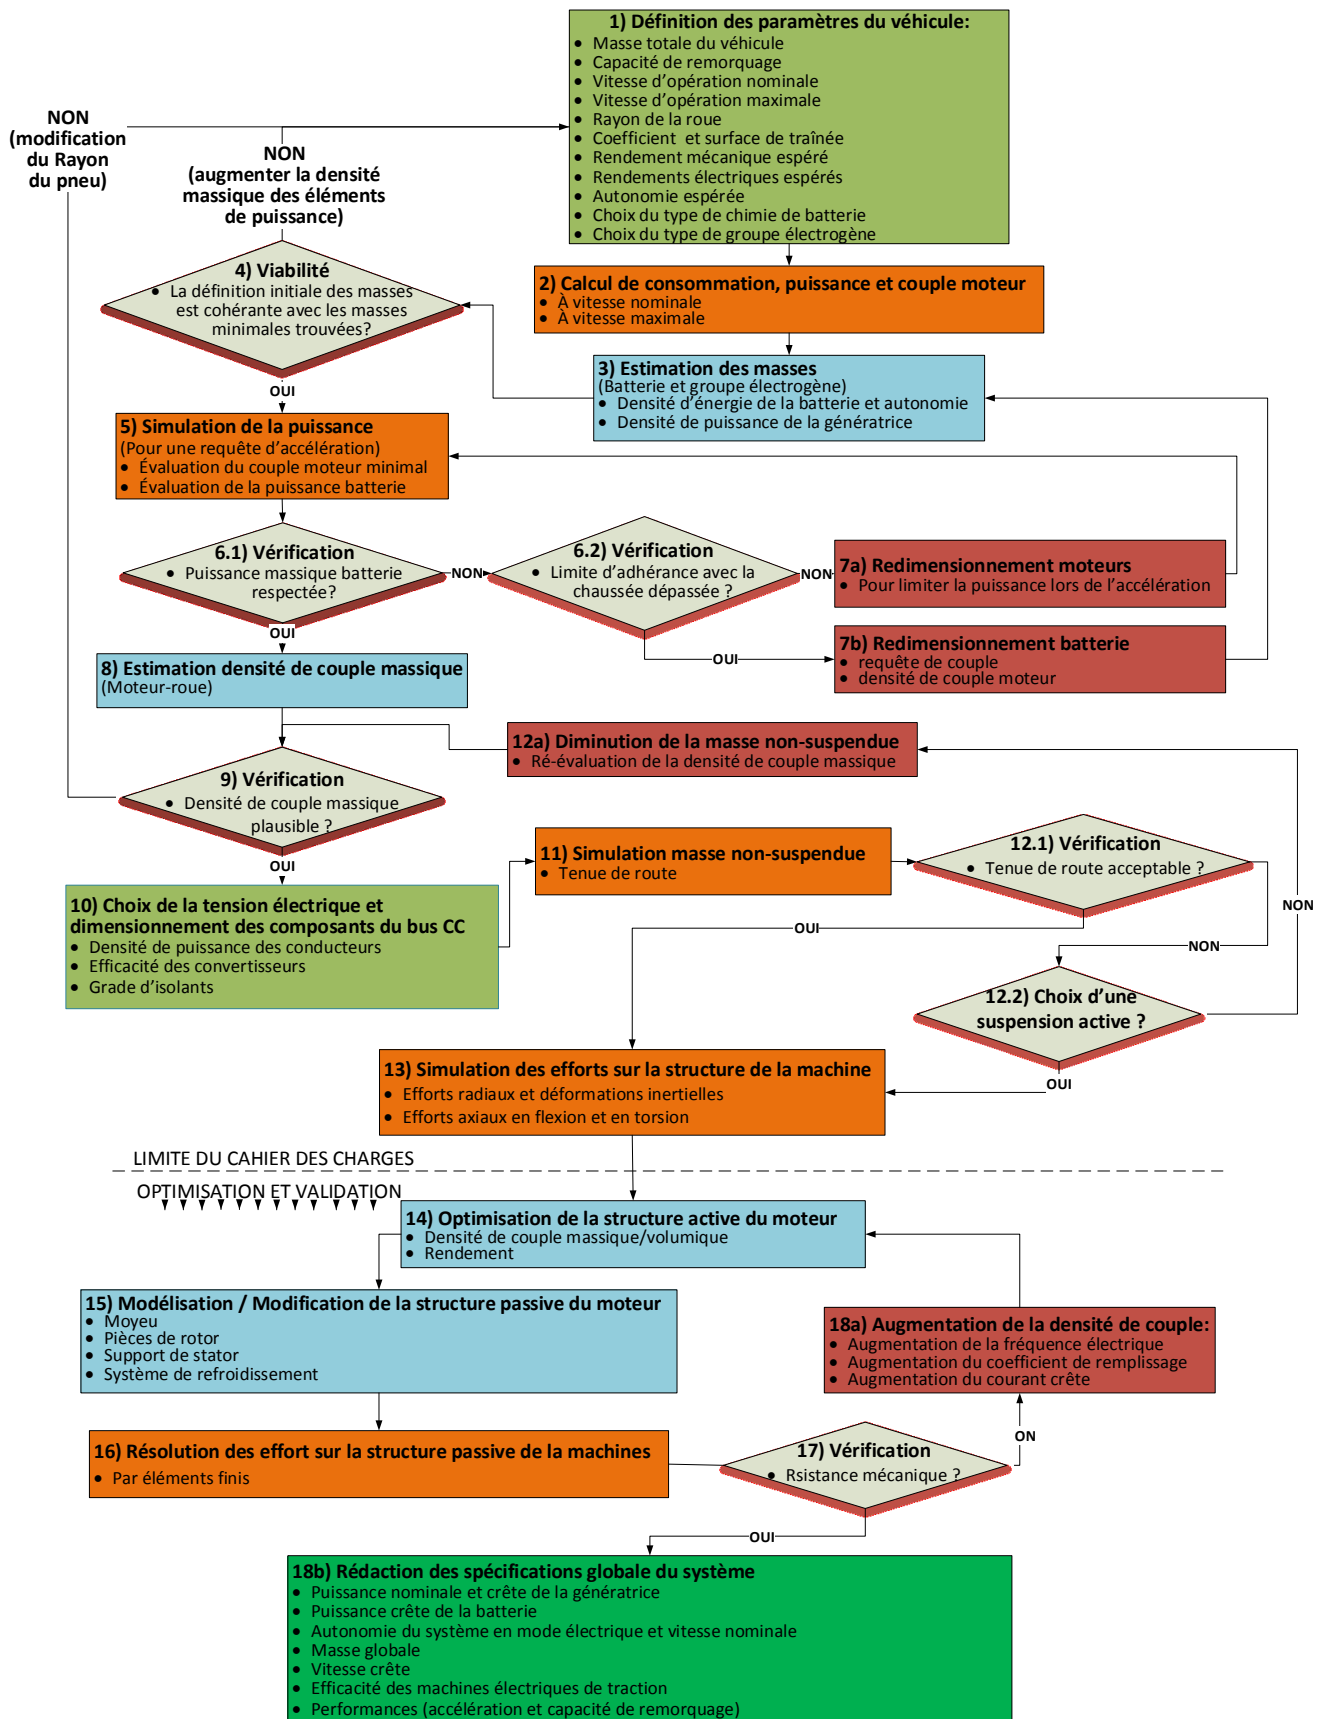 1) Définition des paramètres du véhicule:
• Masse totale du véhicule
• Capacité de remorquage
• Vitesse d'opération nominale
• Vitesse d'opération maximale
• Rayon de la roue
• Coefficient et surface de traînée
• Rendement mécanique espéré
• Rendements électriques espérés
• Autonomie espérée
• Choix du type de chimie de batterie
• Choix du type de groupe électrogène
NON
(modification
du Rayon
du pneu)
NON
(augmenter la densité
massique des éléments
de puissance)
2) Calcul de consommation, puissance et couple moteur
• À vitesse nominale
• À vitesse maximale
3) Estimation des masses
(Batterie et groupe électrogène)
• Densité d'énergie de la batterie et autonomie
• Densité de puissance de la génératrice
4) Viabilité
• La définition initiale des masses
est cohérante avec les masses
minimales trouvées?
OUI
5) Simulation de la puissance
(Pour une requête d'accélération)
• Évaluation du couple moteur minimal
• Évaluation de la puissance batterie
6.1) Vérification
• Puissance massique batterie
respectée?
NON
OUI
6.2) Vérification
• Limite d'adhérance avec la
chaussée dépassée ?
NON
OUI
7a) Redimensionnement moteurs
• Pour limiter la puissance lors de l'accélération
7b) Redimensionnement batterie
• requête de couple
• densité de couple moteur
8) Estimation densité de couple massique
(Moteur-roue)
12a) Diminution de la masse non-suspendue
• Ré-évaluation de la densité de couple massique
9) Vérification
• Densité de couple massique
plausible ?
OUI
10) Choix de la tension électrique et
dimensionnement des composants du bus CC
• Densité de puissance des conducteurs
• Efficacité des convertisseurs
• Grade d'isolants
11) Simulation masse non-suspendue
• Tenue de route
12.1) Vérification
• Tenue de route acceptable ?
OUI
NON
NON
12.2) Choix d'une
suspension active ?
OUI
13) Simulation des efforts sur la structure de la machine
• Efforts radiaux et déformations inertielles
• Efforts axiaux en flexion et en torsion
LIMITE DU CAHIER DES CHARGES
OPTIMISATION ET VALIDATION
14) Optimisation de la structure active du moteur
• Densité de couple massique/volumique
• Rendement
15) Modélisation / Modification de la structure passive du moteur
• Moyeu
• Pièces de rotor
• Support de stator
• Système de refroidissement
18a) Augmentation de la densité de couple:
• Augmentation de la fréquence électrique
• Augmentation du coefficient de remplissage
• Augmentation du courant crête
16) Résolution des effort sur la structure passive de la machines
• Par éléments finis
17) Vérification
• Rsistance mécanique ?
ON
OUI
18b) Rédaction des spécifications globale du système
• Puissance nominale et crête de la génératrice
• Puissance crête de la batterie
• Autonomie du système en mode électrique et vitesse nominale
• Masse globale
• Vitesse crête
• Efficacité des machines électriques de traction
• Performances (accélération et capacité de remorquage)